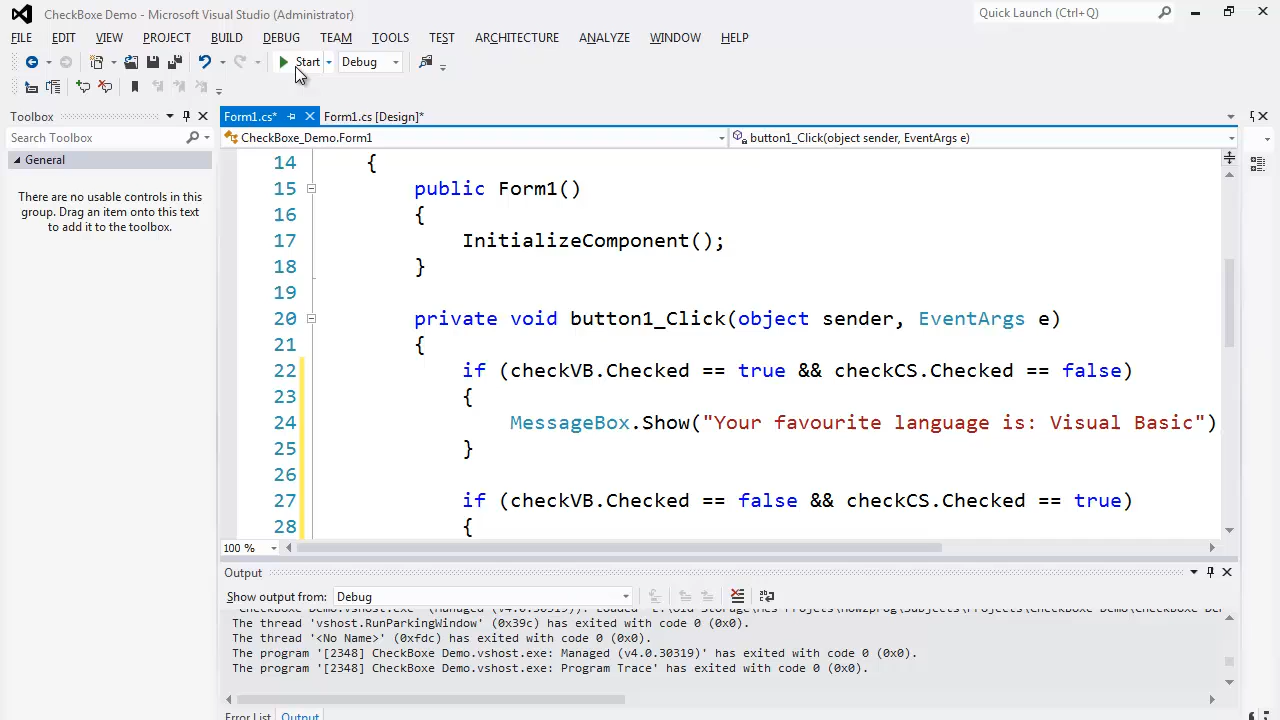 CheckBoxe Demo - Microsoft Visual Studio (Administrator)
Quick Launch (Ctrl+Q)
FILE EDIT VIEW PROJECT BUILD DEBUG TEAM TOOLS TEST ARCHITECTURE ANALYZE WINDOW HELP
Start Debug
Toolbox
Form1.cs* Form1.cs [Design]*
Search Toolbox
CheckBoxe_Demo.Form1
button1_Click(object sender, EventArgs e)
General
There are no usable controls in this
group. Drag an item onto this text
to add it to the toolbox.
14 {
15 public Form1()
16 {
17 InitializeComponent();
18 }
19
20 private void button1_Click(object sender, EventArgs e)
21 {
22 if (checkVB.Checked == true && checkCS.Checked == false)
23 {
24 MessageBox.Show("Your favourite language is: Visual Basic")
25 }
26
27 if (checkVB.Checked == false && checkCS.Checked == true)
28 {
100 %
Output
Show output from: Debug
The thread 'vshost.RunParkingWindow' (0x39c) has exited with code 0 (0x0).
The thread '<No Name>' (0xfdc) has exited with code 0 (0x0).
The program '[2348] CheckBoxe Demo.vshost.exe: Managed (v4.0.30319)' has exited with code 0 (0x0).
The program '[2348] CheckBoxe Demo.vshost.exe: Program Trace' has exited with code 0 (0x0).
Error List Output